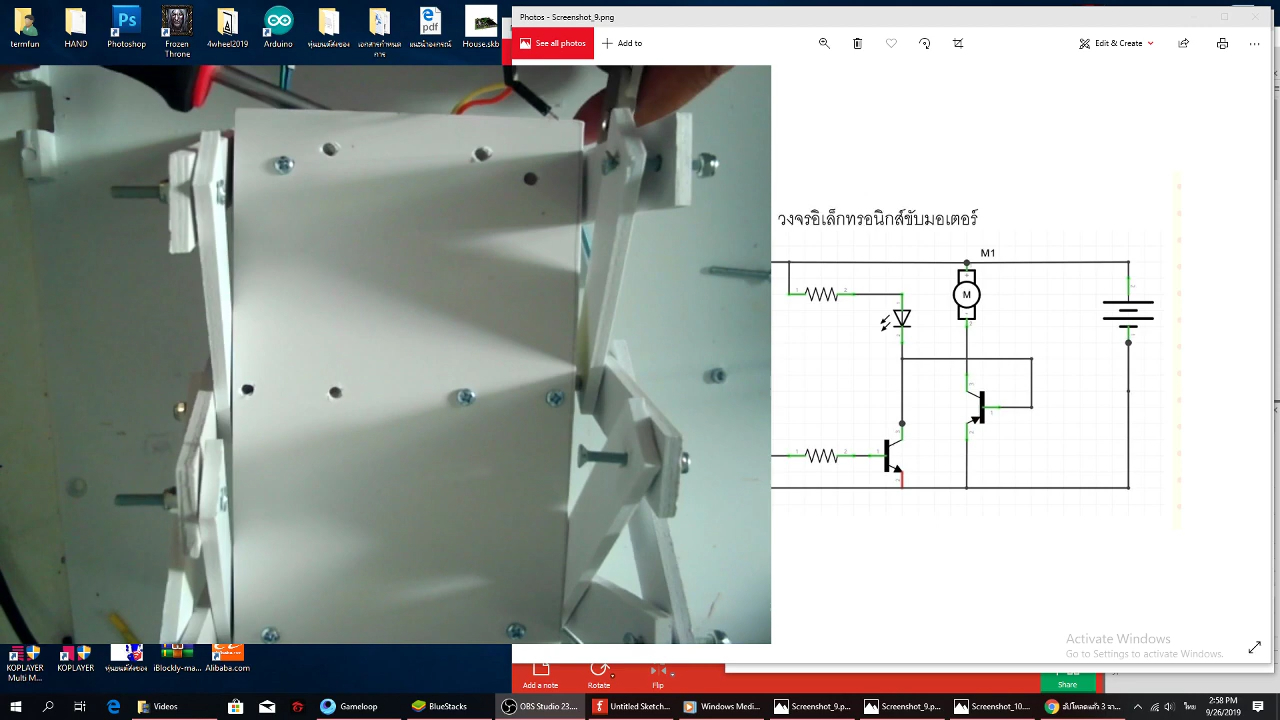 Photos - Screenshot_9.png
See all photos
Add to
Edit & Create
termfun
HAND
Photoshop
Frozen Throne
4wheel2019
Arduino
pdf
House.skb
วงจรอิเล็กทรอนิกส์ขับมอเตอร์
M1
M
Activate Windows
Go to Settings to activate Windows.
KOPLAYER Multi M...
KOPLAYER
iBlockly-ma...
Alibaba.com
Add a note
Rotate
Flip
Share
Videos
Gameloop
BlueStacks
OBS Studio 23....
Untitled Sketch...
Windows Medi...
Screenshot_9.p...
Screenshot_9.p...
Screenshot_10....
2:58 PM
9/26/2019